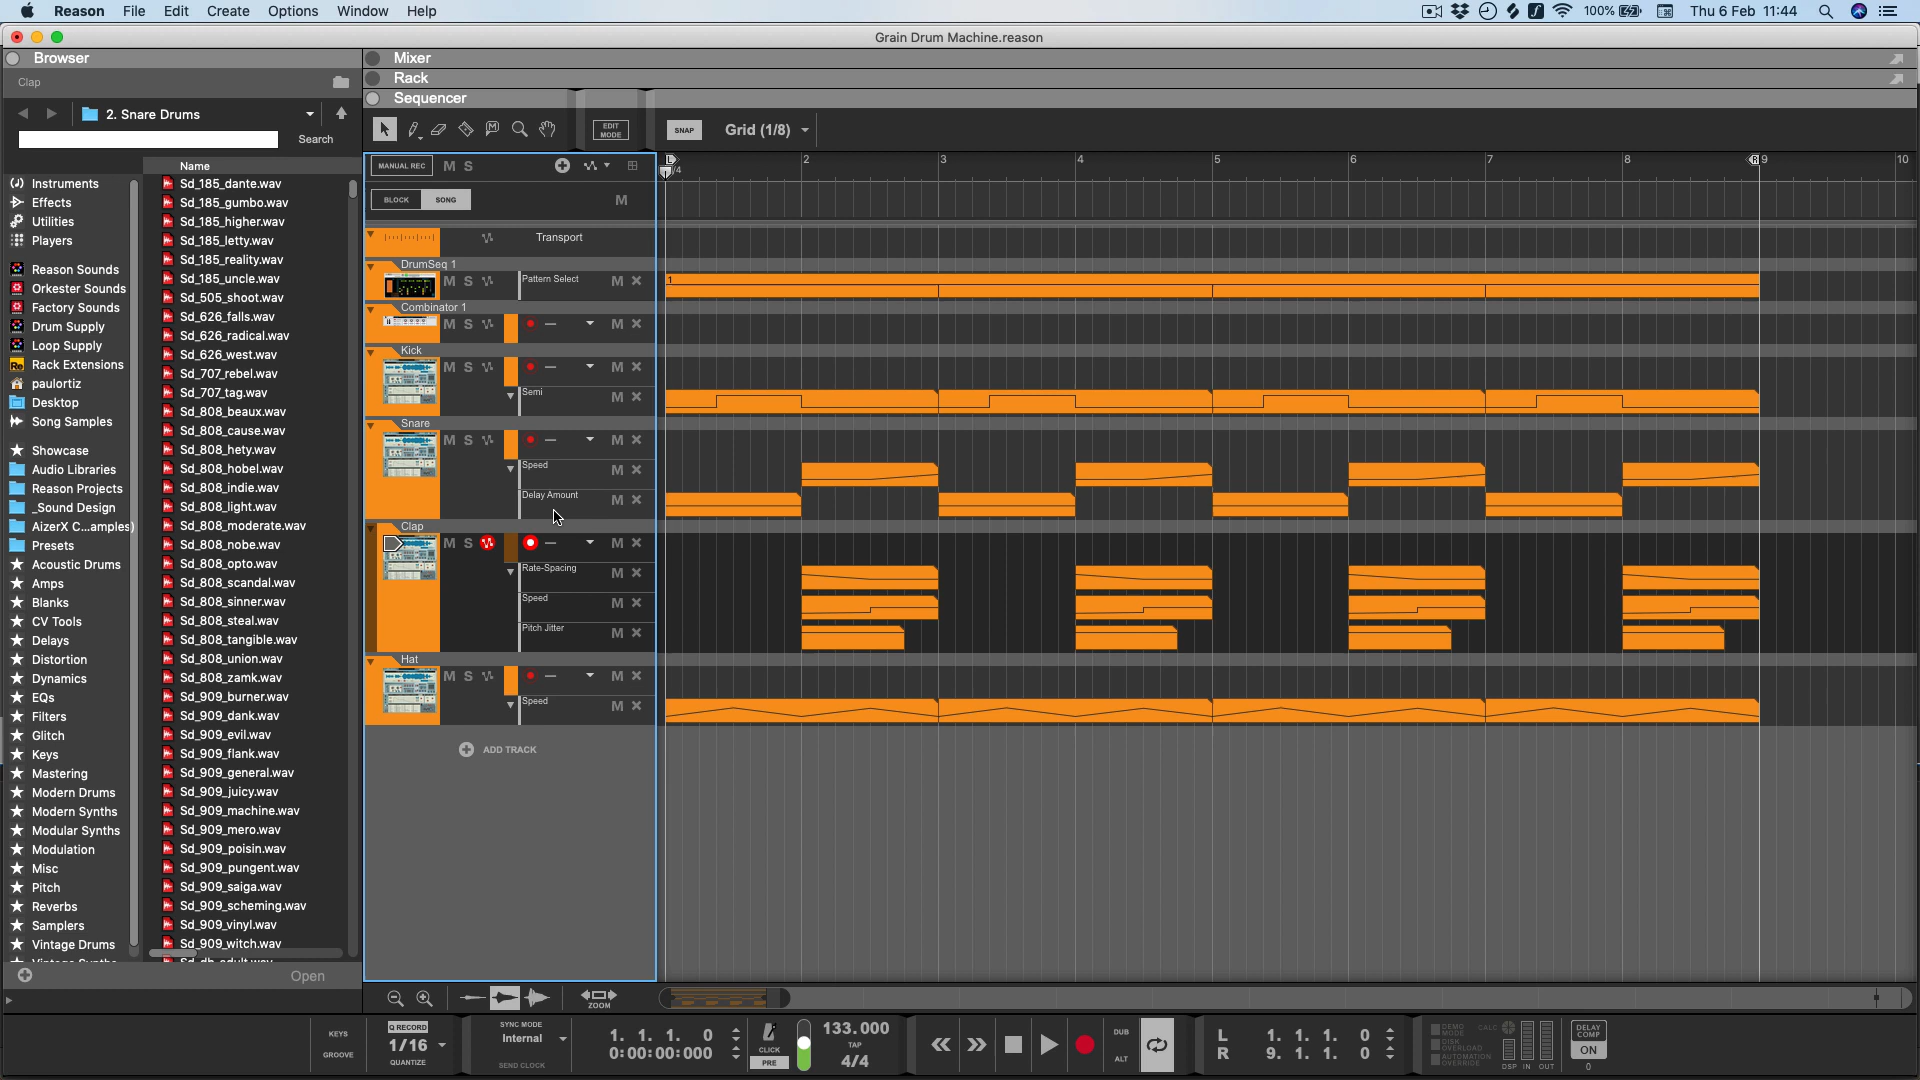 Reason File Edit Create Options Window Help 100% Thu 6 Feb 11:44
Grain Drum Machine.reason
Browser
Clap
2. Snare Drums
Search
Name
Instruments
Effects
Utilities
Players
Reason Sounds
Orkester Sounds
Factory Sounds
Drum Supply
Loop Supply
Rack Extensions
paulortiz
Desktop
Song Samples
Showcase
Audio Libraries
Reason Projects
_Sound Design
AizerX C...amples)
Presets
Acoustic Drums
Amps
Blanks
CV Tools
Delays
Distortion
Dynamics
EQs
Filters
Glitch
Keys
Mastering
Modern Drums
Modern Synths
Modular Synths
Modulation
Misc
Pitch
Reverbs
Samplers
Vintage Drums
Sd_185_dante.wav
Sd_185_gumbo.wav
Sd_185_higher.wav
Sd_185_letty.wav
Sd_185_reality.wav
Sd_185_uncle.wav
Sd_505_shoot.wav
Sd_626_falls.wav
Sd_626_radical.wav
Sd_626_west.wav
Sd_707_rebel.wav
Sd_707_tag.wav
Sd_808_beaux.wav
Sd_808_cause.wav
Sd_808_hety.wav
Sd_808_hobel.wav
Sd_808_indie.wav
Sd_808_light.wav
Sd_808_moderate.wav
Sd_808_nobe.wav
Sd_808_opto.wav
Sd_808_scandal.wav
Sd_808_sinner.wav
Sd_808_steal.wav
Sd_808_tangible.wav
Sd_808_union.wav
Sd_808_zamk.wav
Sd_909_burner.wav
Sd_909_dank.wav
Sd_909_evil.wav
Sd_909_flank.wav
Sd_909_general.wav
Sd_909_juicy.wav
Sd_909_machine.wav
Sd_909_mero.wav
Sd_909_poisin.wav
Sd_909_pungent.wav
Sd_909_saiga.wav
Sd_909_scheming.wav
Sd_909_vinyl.wav
Sd_909_witch.wav
Open
Mixer
Rack
Sequencer
EDIT MODE
SNAP
Grid (1/8)
MANUAL REC M S
L 2 3 4 5 6 7 8 R 9 10
/4
BLOCK SONG M
Transport
DrumSeq 1
M S Pattern Select M
1
Combinator 1
M S M
Kick
M S M
Semi M
Snare
M S M
Speed M
Delay Amount M
Clap
M S M
Rate-Spacing M
Speed M
Pitch Jitter M
Hat
M S M
Speed M
ADD TRACK
ZOOM
KEYS
GROOVE
Q RECORD
1/16
QUANTIZE
SYNC MODE
Internal
SEND CLOCK
1. 1. 1. 0
0:00:00:000
CLICK
PRE
133.000
TAP
4/4
DUB
ALT
L 1. 1. 1. 0
R 9. 1. 1. 0
DEMO MODE
DISK OVERLOAD
AUTOMATION OVERRIDE
CALC
DSP IN OUT
DELAY COMP
ON
0